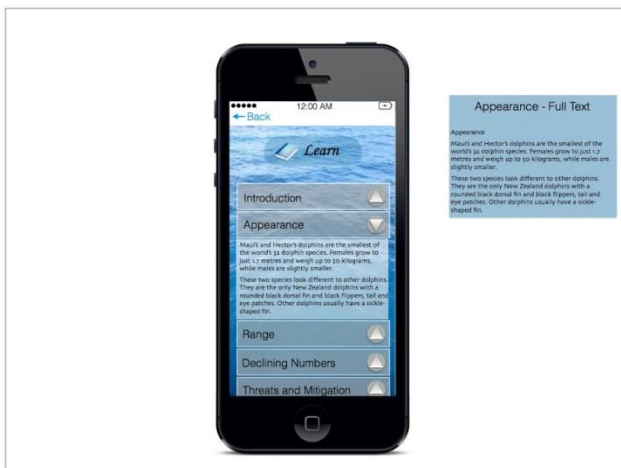 12:00 AM
Back
Learn
Introduction
Appearance
Maui's and Hector's dolphins are the smallest of
the world's 32 dolphin species. Females grow to
just 1.7 metres and weigh up to 50 kilograms,
while males are slightly smaller.
These two species look different to other dolphins.
They are the only New Zealand dolphins with a
rounded black dorsal fin and black flippers, tail and
eye patches. Other dolphins usually have a sickle-
shaped fin.
Range
Declining Numbers
Threats and Mitigation
Appearance - Full Text
Appearance
Maui's and Hector's dolphins are the smallest of the
world's 32 dolphin species. Females grow to just 1.7
metres and weigh up to 50 kilograms, while males are
slightly smaller.
These two species look different to other dolphins.
They are the only New Zealand dolphins with a
rounded black dorsal fin and black flippers, tail and
eye patches. Other dolphins usually have a sickle-
shaped fin.